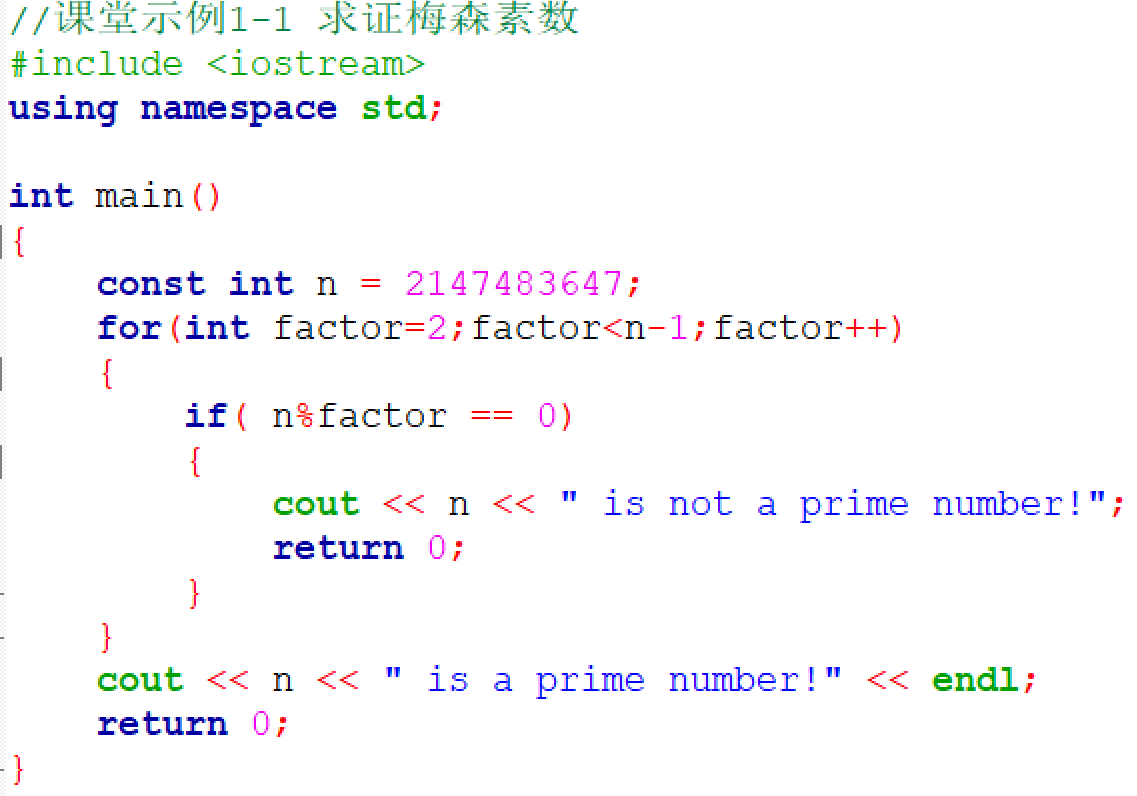 //课堂示例1-1 求证梅森素数
#include <iostream>
using namespace std;
int main()
{
const int n = 2147483647;
for(int factor=2;factor<n-1;factor++)
{
if( n%factor == 0)
{
cout << n << " is not a prime number!";
return 0;
}
}
cout << n << " is a prime number!" << endl;
return 0;
}